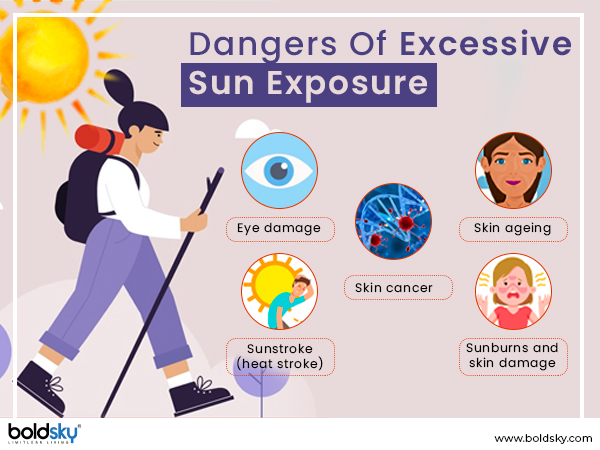 Dangers Of Excessive
Sun Exposure
Eye damage
Skin ageing
Skin cancer
Sunstroke
(heat stroke)
Sunburns and
skin damage
boldsky
LIMITLESS LIVING
www.boldsky.com